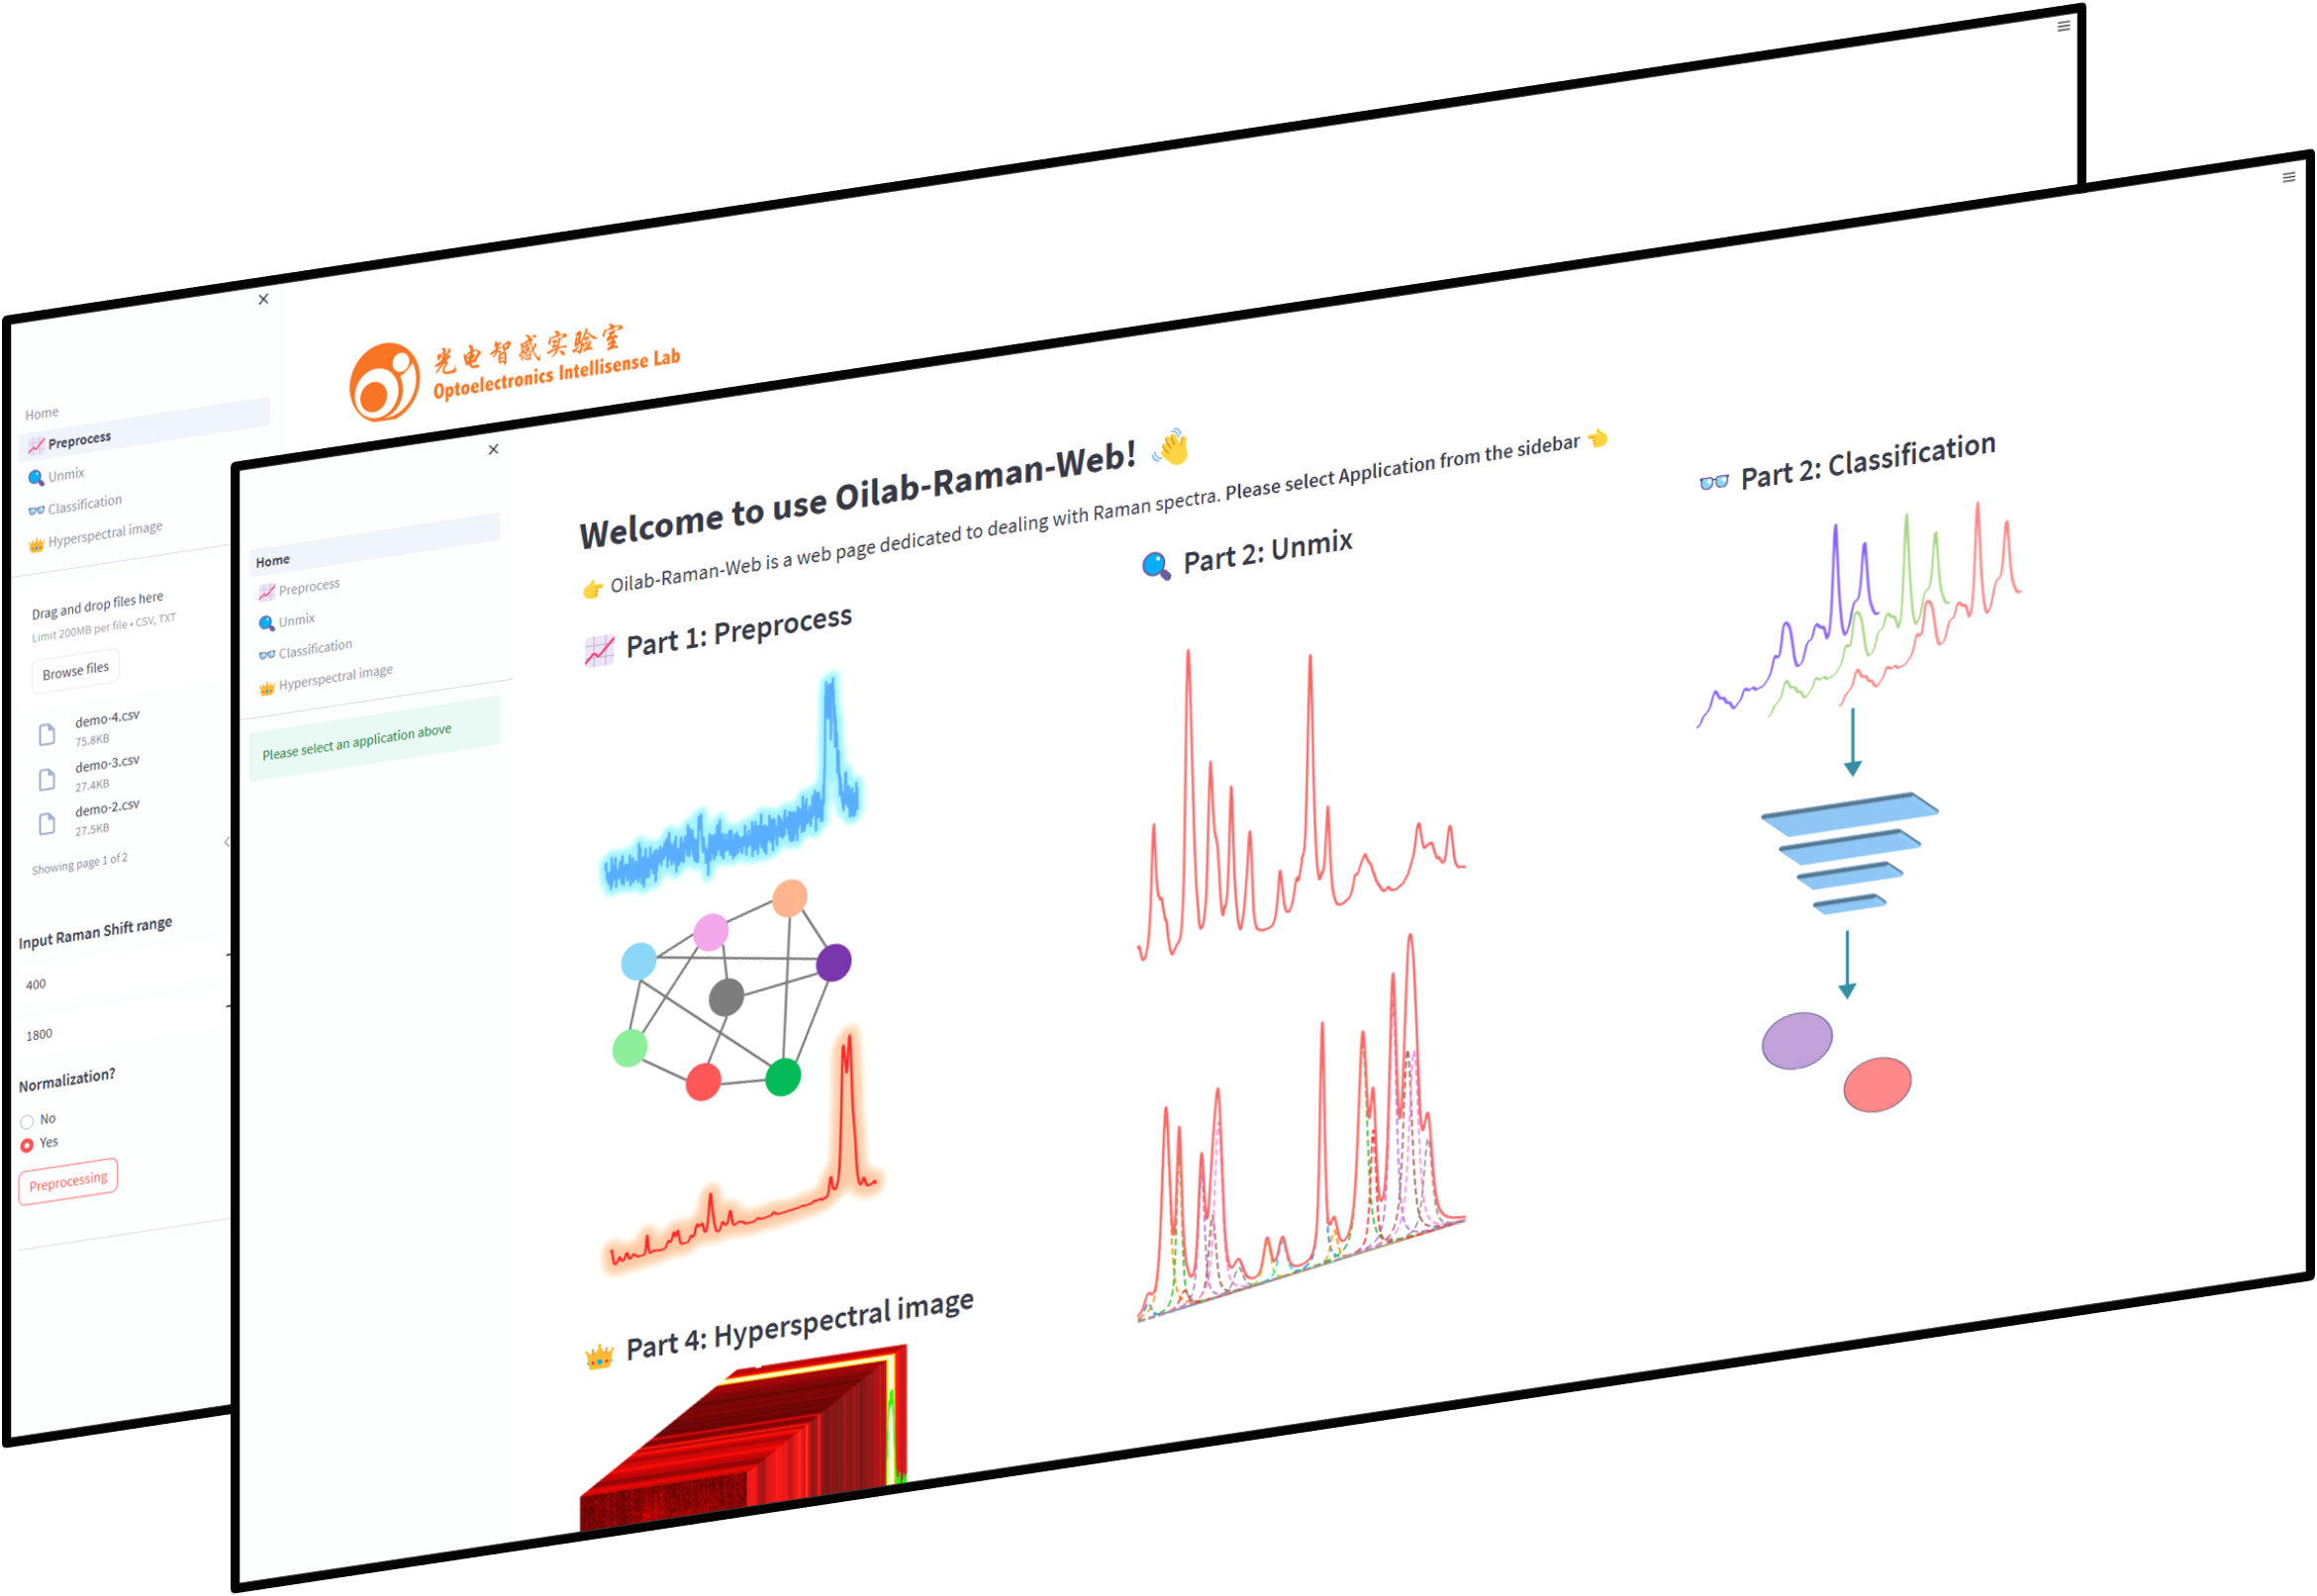 光电智感实验室
Optoelectronics Intellisense Lab
Home
Preprocess
Unmix
Classification
Hyperspectral image
Drag and drop files here
Limit 200MB per file • CSV, TXT
Browse files
demo-4.csv
75.8KB
demo-3.csv
27.4KB
demo-2.csv
27.5KB
Showing page 1 of 2
Input Raman Shift range
400
1800
Normalization?
No
Yes
Preprocessing
Home
Preprocess
Unmix
Classification
Hyperspectral image
Please select an application above
Welcome to use Oilab-Raman-Web!
Oilab-Raman-Web is a web page dedicated to dealing with Raman spectra. Please select Application from the sidebar
Part 1: Preprocess
Part 2: Unmix
Part 2: Classification
Part 4: Hyperspectral image